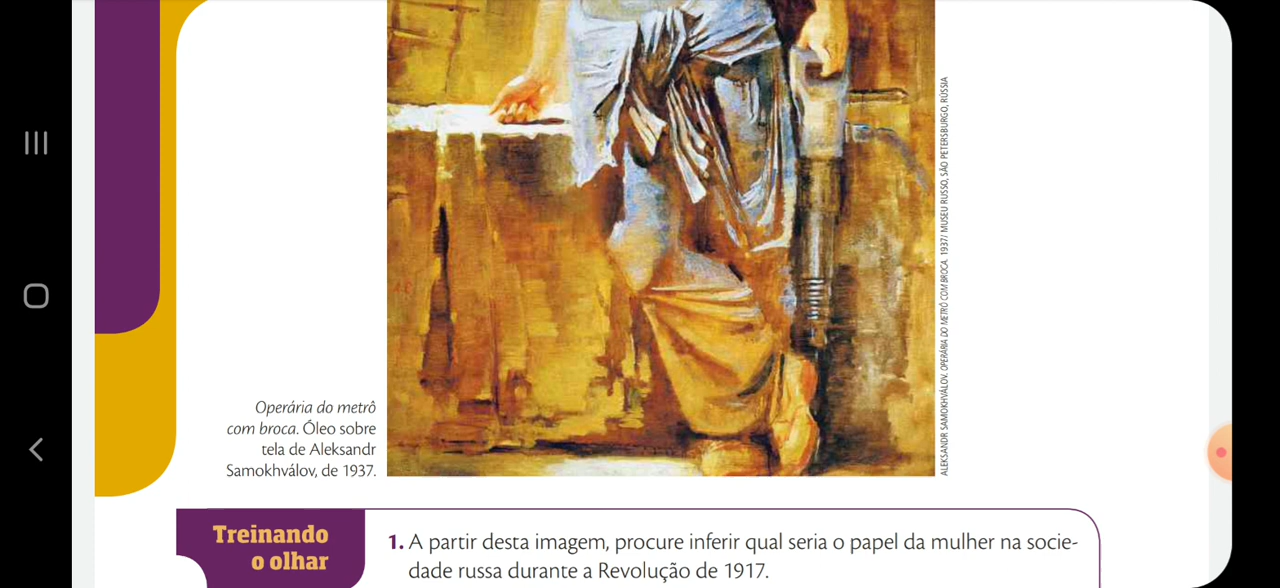 ALEKSANDR SAMOKHVÁLOV. OPERÁRIA DO METRÔ COM BROCA. 1937/ MUSEU RUSSO, SÃO PETERSBURGO, RÚSSIA
Operária do metrô
com broca. Óleo sobre
tela de Aleksandr
Samokhválov, de 1937.
Treinando
o olhar
1. A partir desta imagem, procure inferir qual seria o papel da mulher na socie-
dade russa durante a Revolução de 1917.